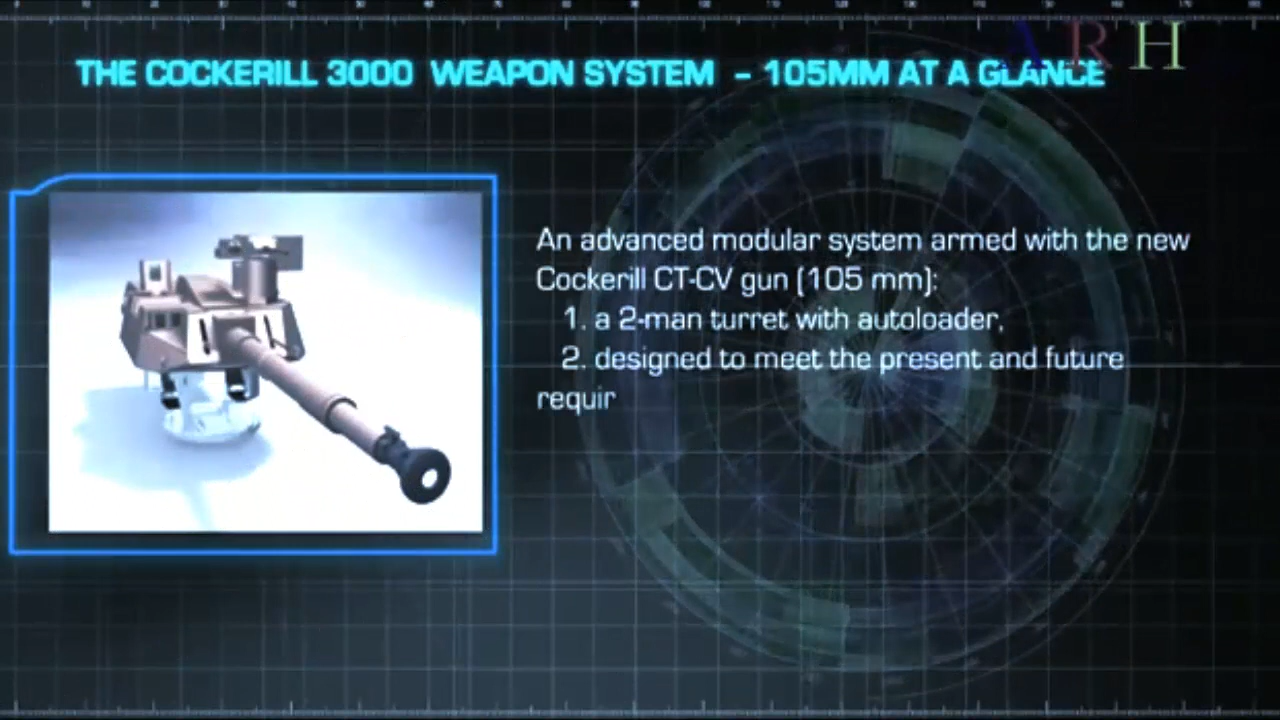 A R H
THE COCKERILL 3000 WEAPON SYSTEM - 105MM AT A GLANCE
An advanced modular system armed with the new
Cockerill CT-CV gun (105 mm):
1. a 2-man turret with autoloader,
2. designed to meet the present and future
requir